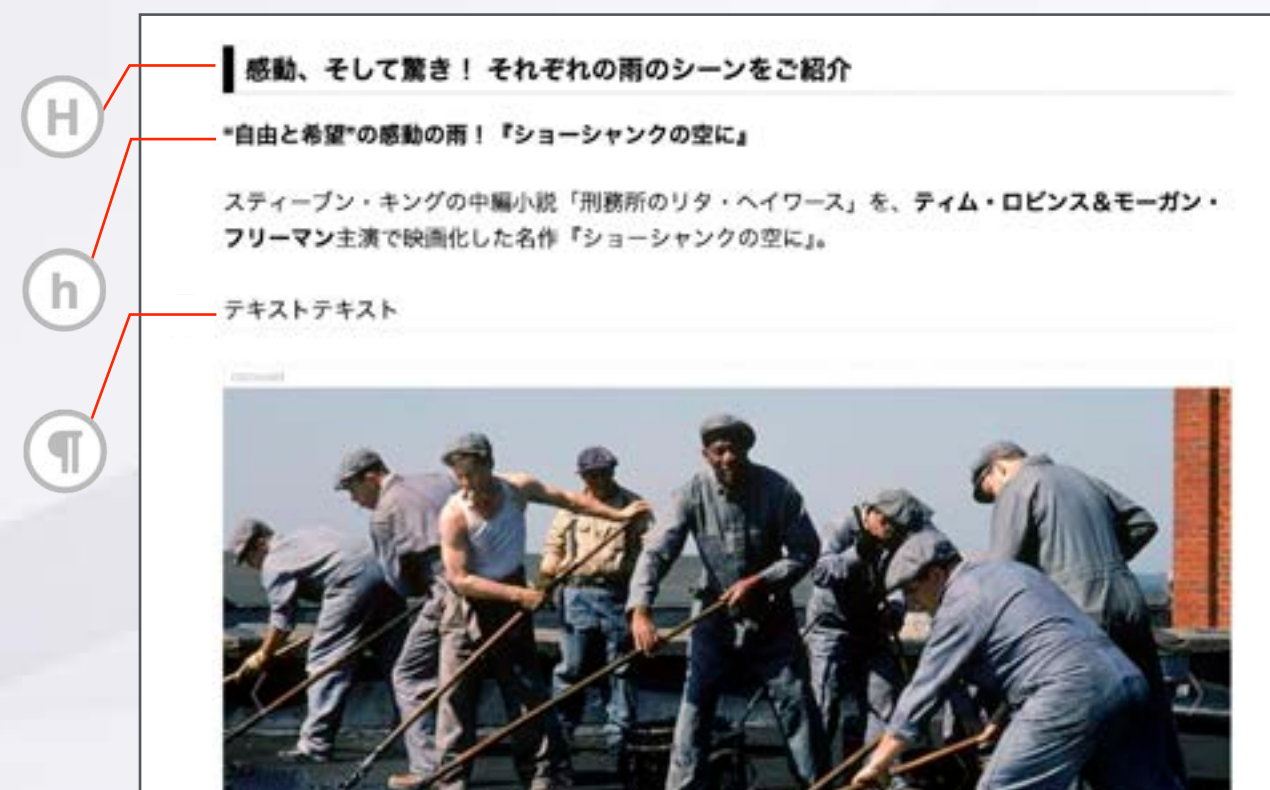 H
感動、そして驚き！ それぞれの雨のシーンをご紹介
h
“自由と希望”の感動の雨！『ショーシャンクの空に』
スティーブン・キングの中編小説「刑務所のリタ・ヘイワース」を、ティム・ロビンス&モーガン・
フリーマン主演で映画化した名作『ショーシャンクの空に』。
¶
テキストテキスト